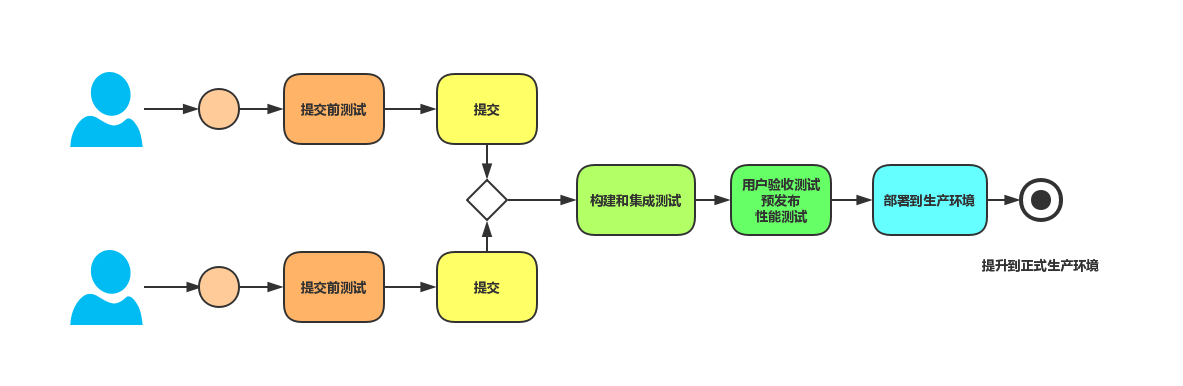 提交前测试
提交
构建和集成测试
用户验收测试
预发布
性能测试
部署到生产环境
提升到正式生产环境
提交前测试
提交